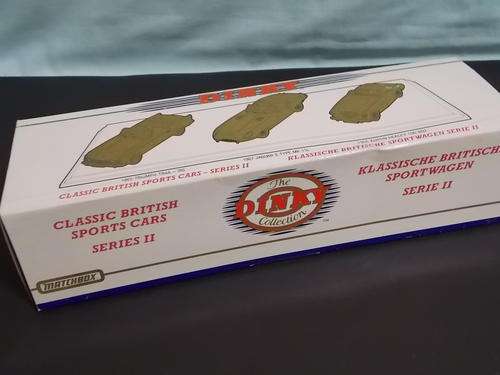 DINKY
CLASSIC BRITISH SPORTS CARS - SERIES II
KLASSISCHE BRITISCHE SPORTWAGEN SERIE II
CLASSIC BRITISH
SPORTS CARS
SERIES II
The
DINKY
Collection
TM
KLASSISCHE BRITISCHE
SPORTWAGEN
SERIE II
MATCHBOX